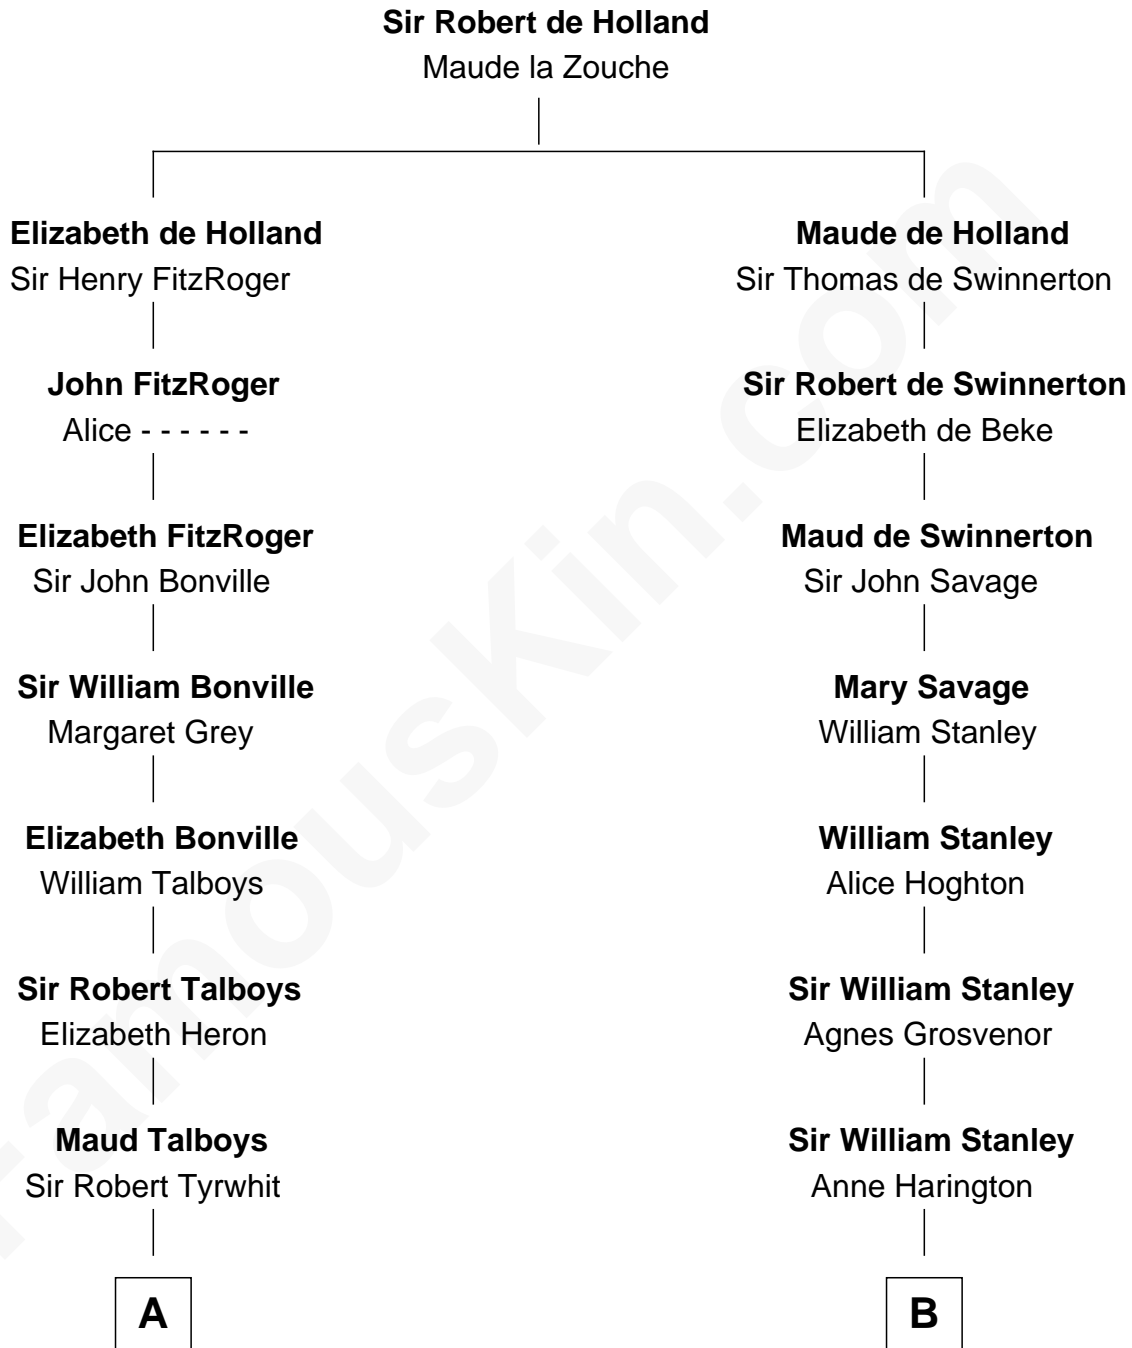 Sir Robert de Holland
Maude la Zouche
Elizabeth de Holland
Sir Henry FitzRoger
Maude de Holland
Sir Thomas de Swinnerton
John FitzRoger
Alice - - - - - -
Sir Robert de Swinnerton
Elizabeth de Beke
Elizabeth FitzRoger
Sir John Bonville
Maud de Swinnerton
Sir John Savage
Sir William Bonville
Margaret Grey
Mary Savage
William Stanley
Elizabeth Bonville
William Talboys
William Stanley
Alice Hoghton
Sir Robert Talboys
Elizabeth Heron
Sir William Stanley
Agnes Grosvenor
Maud Talboys
Sir Robert Tyrwhit
Sir William Stanley
Anne Harington
A
B
FamousKin.com